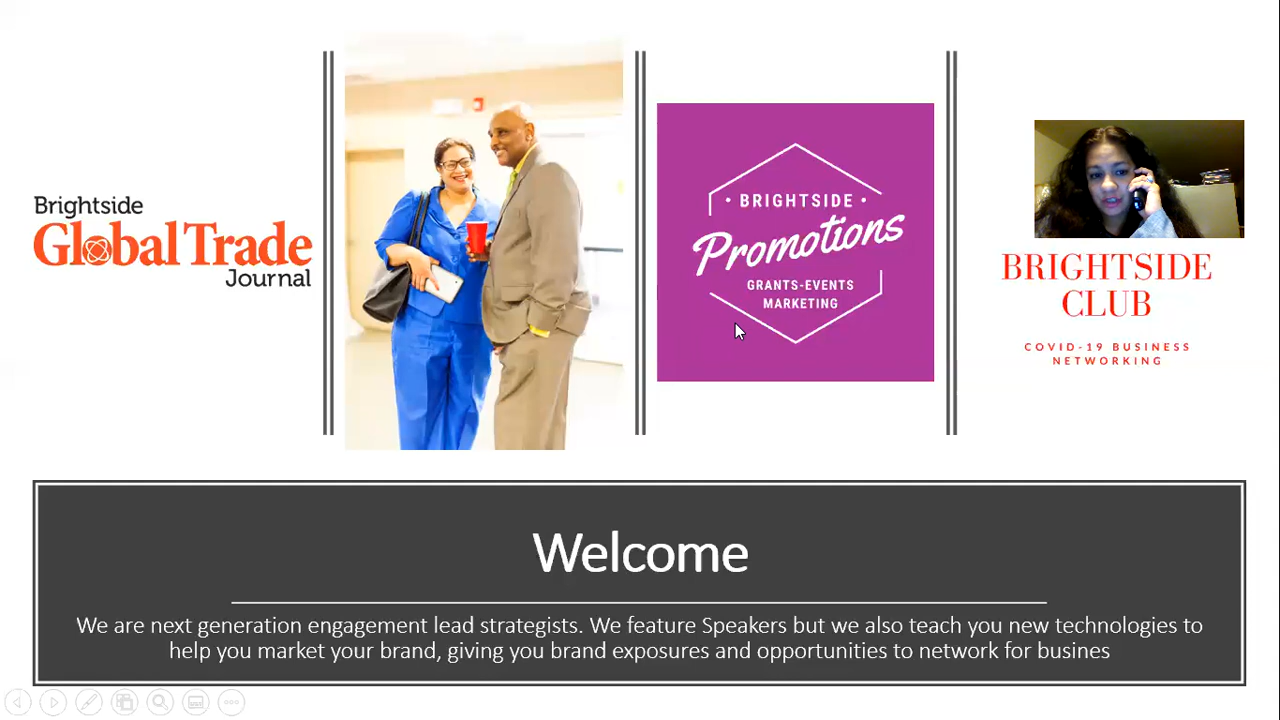 Brightside
Global Trade
Journal
BRIGHTSIDE
Promotions
GRANTS-EVENTS
MARKETING
BRIGHTSIDE
CLUB
COVID-19 BUSINESS
NETWORKING
Welcome
We are next generation engagement lead strategists. We feature Speakers but we also teach you new technologies to
help you market your brand, giving you brand exposures and opportunities to network for busines